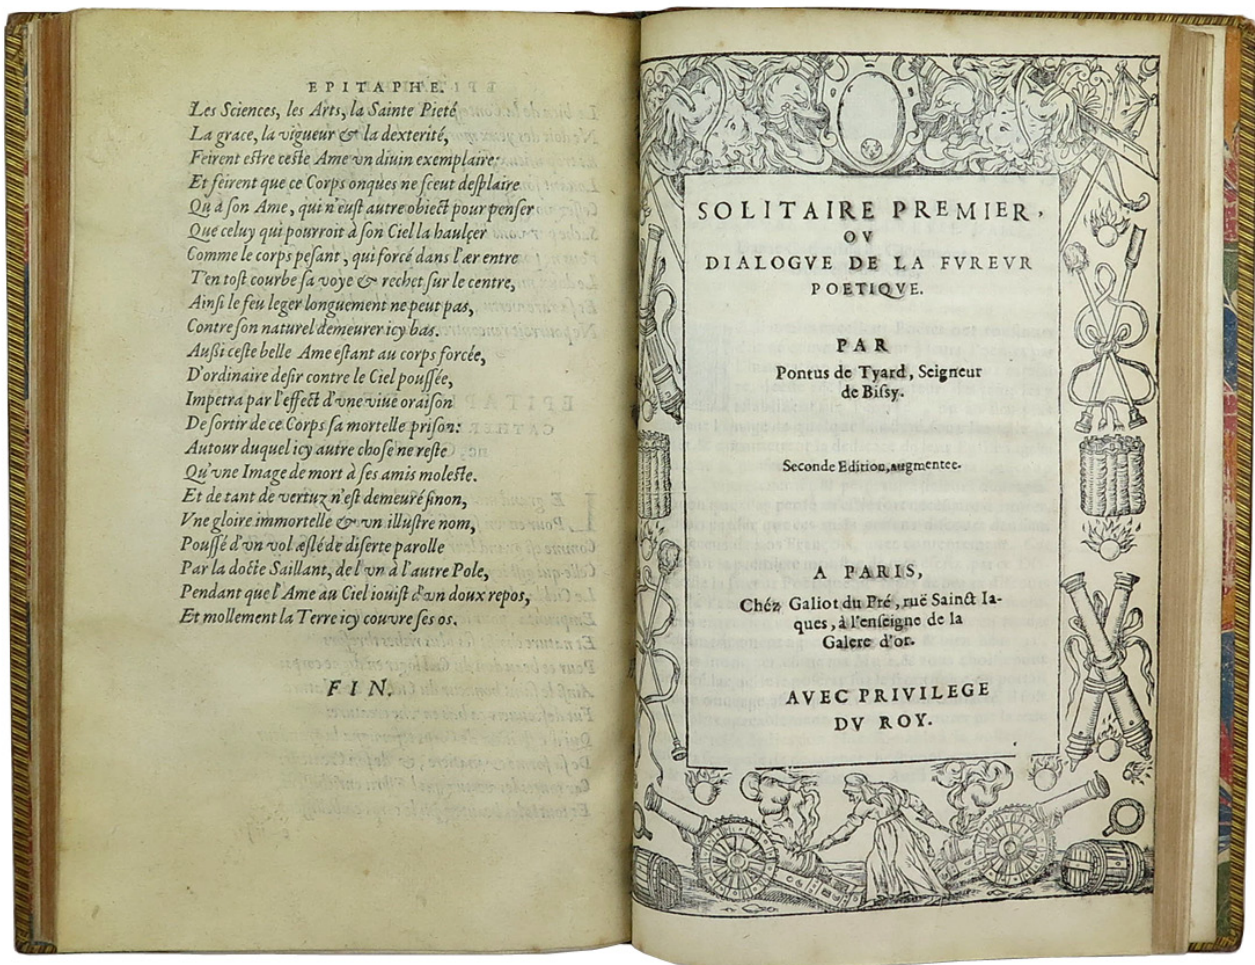 EPITAPHE.
Les Sciences, les Arts, la Sainte Pieté
La grace, la vigueur & la dexterité,
Feirent estre ceste Ame vn diuin exemplaire:
Et feirent que ce Corps onques ne sceut desplaire
Qu'à son Ame, qui n'eust autre obiect pour penser
Que celuy qui pourroit à son Ciel la haulçer
Comme le corps pesant, qui forcé dans l'ær entre
T'en tost courbe sa voye & rechet sur le centre,
Ainsi le feu leger longuement ne peut pas,
Contre son naturel demeurer icy bas.
Außi ceste belle Ame estant au corps forcée,
D'ordinaire desir contre le Ciel poussée,
Impetra par l'effect d'vne viue oraison
De sortir de ce Corps sa mortelle prison:
Autour duquel icy autre chose ne reste
Qu'vne Image de mort à ses amis moleste.
Et de tant de vertuz n'est demeuré sinon,
Vne gloire immortelle & vn illustre nom,
Poussé d'vn vol æslé de diserte parolle
Par la docte Saillant, de l'vn à l'autre Pole,
Pendant que l'Ame au Ciel iouist d'vn doux repos,
Et mollement la Terre icy couvre ses os.
FIN.
SOLITAIRE PREMIER,
OV
DIALOGVE DE LA FVREVR
POETIQVE.
PAR
Pontus de Tyard, Seigneur
de Bissy.
Seconde Edition, augmentee.
A PARIS,
Chéz Galiot du Pré, ruë Sainct Ia-
ques, à l'enseigne de la
Galere d'or.
AVEC PRIVILEGE
DV ROY.